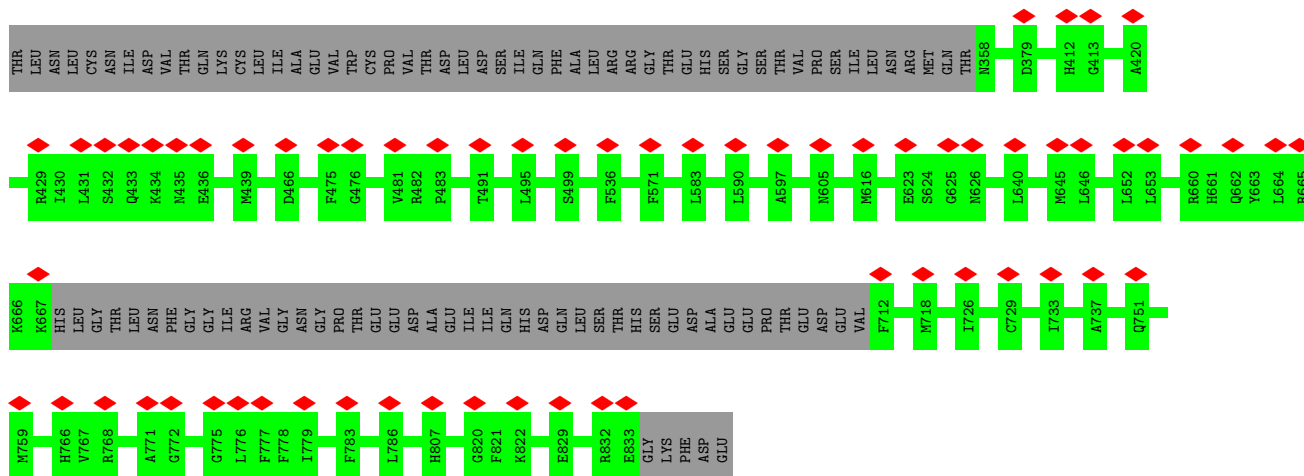 THR LEU ASN LEU CYS ASN ILE ASP VAL THR GLN LYS CYS LEU ILE ALA GLU VAL TRP CYS PRO VAL THR ASP LEU ASP SER ILE GLN PHE ALA LEU ARG ARG GLY THR GLU HIS SER GLY SER THR VAL PRO SER ILE LEU ASN ARG MET GLN THR N358 D379 H412 G413 A420
R429 I430 L431 S432 Q433 K434 N435 E436 M439 D466 F475 G476 V481 R482 P483 T491 L495 S499 F536 F571 L583 L590 A597 N605 M616 E623 S624 G625 N626 L640 M645 L646 L652 L653 R660 H661 Q662 Y663 L664 R665
K666 K667 HIS LEU GLY THR LEU ASN PHE GLY GLY ILE ARG VAL GLY ASN GLY PRO THR GLU GLU ASP ALA GLU ILE ILE GLN HIS ASP GLN LEU SER THR HIS SER GLU ASP ALA GLU GLU PRO THR GLU ASP GLU VAL F712 M718 I726 C729 I733 A737 Q751
M759 H766 V767 R768 A771 G772 G775 L776 F777 F778 I779 F783 L786 H807 G820 F821 K822 E829 R832 E833 GLY LYS PHE ASP GLU